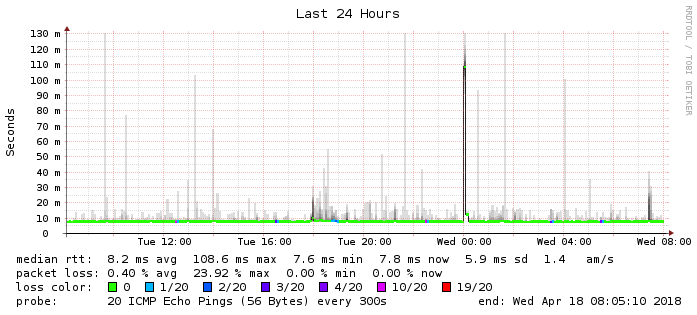 Last 24 Hours
RRDTOOL / TOBI OETIKER
Seconds
130 m
120 m
110 m
100 m
90 m
80 m
70 m
60 m
50 m
40 m
30 m
20 m
10 m
0
Tue 12:00 Tue 16:00 Tue 20:00 Wed 00:00 Wed 04:00 Wed 08:00
median rtt: 8.2 ms avg 108.6 ms max 7.6 ms min 7.8 ms now 5.9 ms sd 1.4 am/s
packet loss: 0.40 % avg 23.92 % max 0.00 % min 0.00 % now
loss color: 0 1/20 2/20 3/20 4/20 10/20 19/20
probe: 20 ICMP Echo Pings (56 Bytes) every 300s end: Wed Apr 18 08:05:10 2018